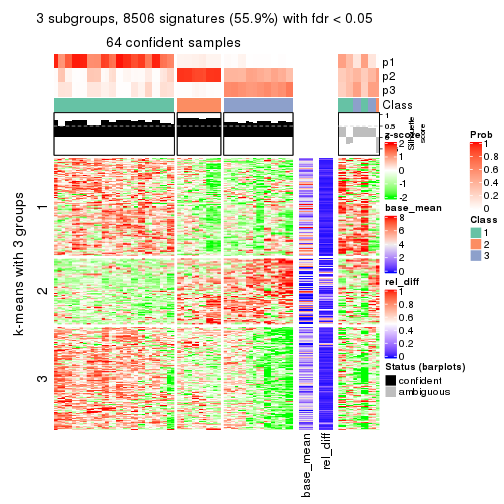 3 subgroups, 8506 signatures (55.9%) with fdr < 0.05
64 confident samples
p1
p2
p3
Class
1
0.5
0
Silhouette
score
z-score
2
1
0
-1
-2
base_mean
8
6
4
2
0
rel_diff
1
0.8
0.6
0.4
0.2
0
Status (barplots)
confident
ambiguous
Prob
1
0.8
0.6
0.4
0.2
0
Class
1
2
3
k-means with 3 groups
1
2
3
base_mean
rel_diff